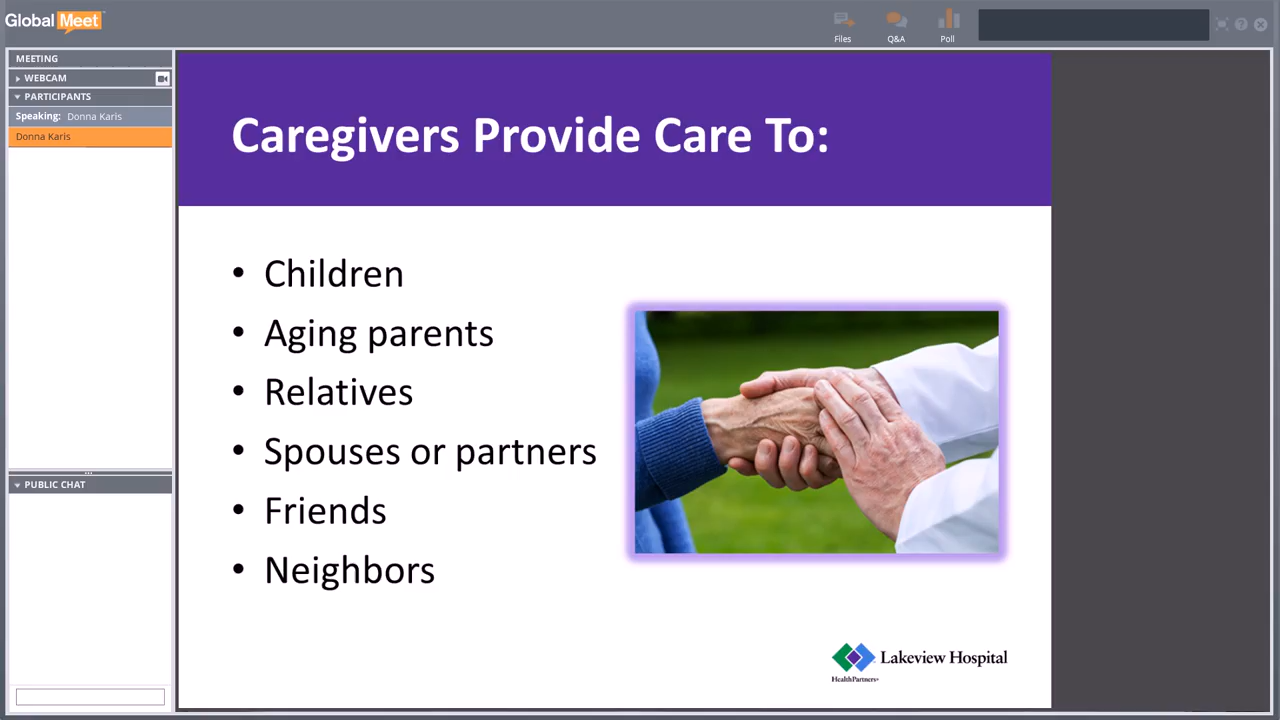 Global Meet
Files
Q&A
Poll
MEETING
WEBCAM
PARTICIPANTS
Speaking: Donna Karis
Donna Karis
PUBLIC CHAT
Caregivers Provide Care To:
• Children
• Aging parents
• Relatives
• Spouses or partners
• Friends
• Neighbors
Lakeview Hospital
HealthPartners